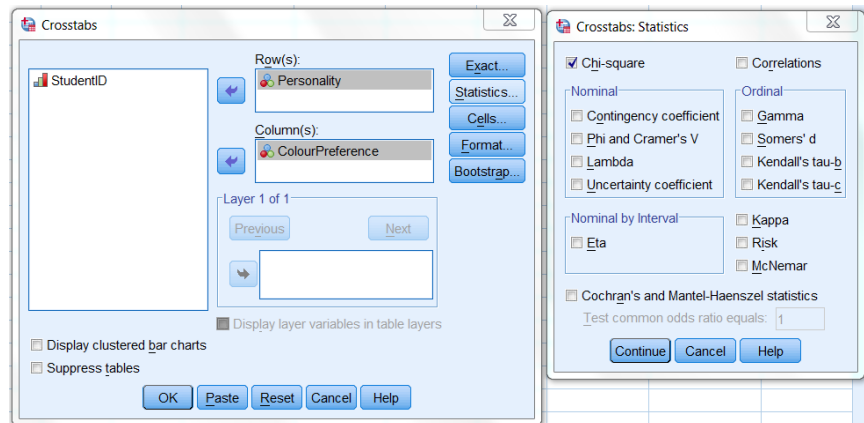 Crosstabs
StudentID
Row(s):
Personality
Column(s):
ColourPreference
Layer 1 of 1
Previous Next
Display layer variables in table layers
Exact...
Statistics...
Cells...
Format...
Bootstrap...
Display clustered bar charts
Suppress tables
OK Paste Reset Cancel Help
Crosstabs: Statistics
Chi-square Correlations
Nominal
Contingency coefficient
Phi and Cramer's V
Lambda
Uncertainty coefficient
Ordinal
Gamma
Somers' d
Kendall's tau-b
Kendall's tau-c
Nominal by Interval
Eta
Kappa
Risk
McNemar
Cochran's and Mantel-Haenszel statistics
Test common odds ratio equals: 1
Continue Cancel Help